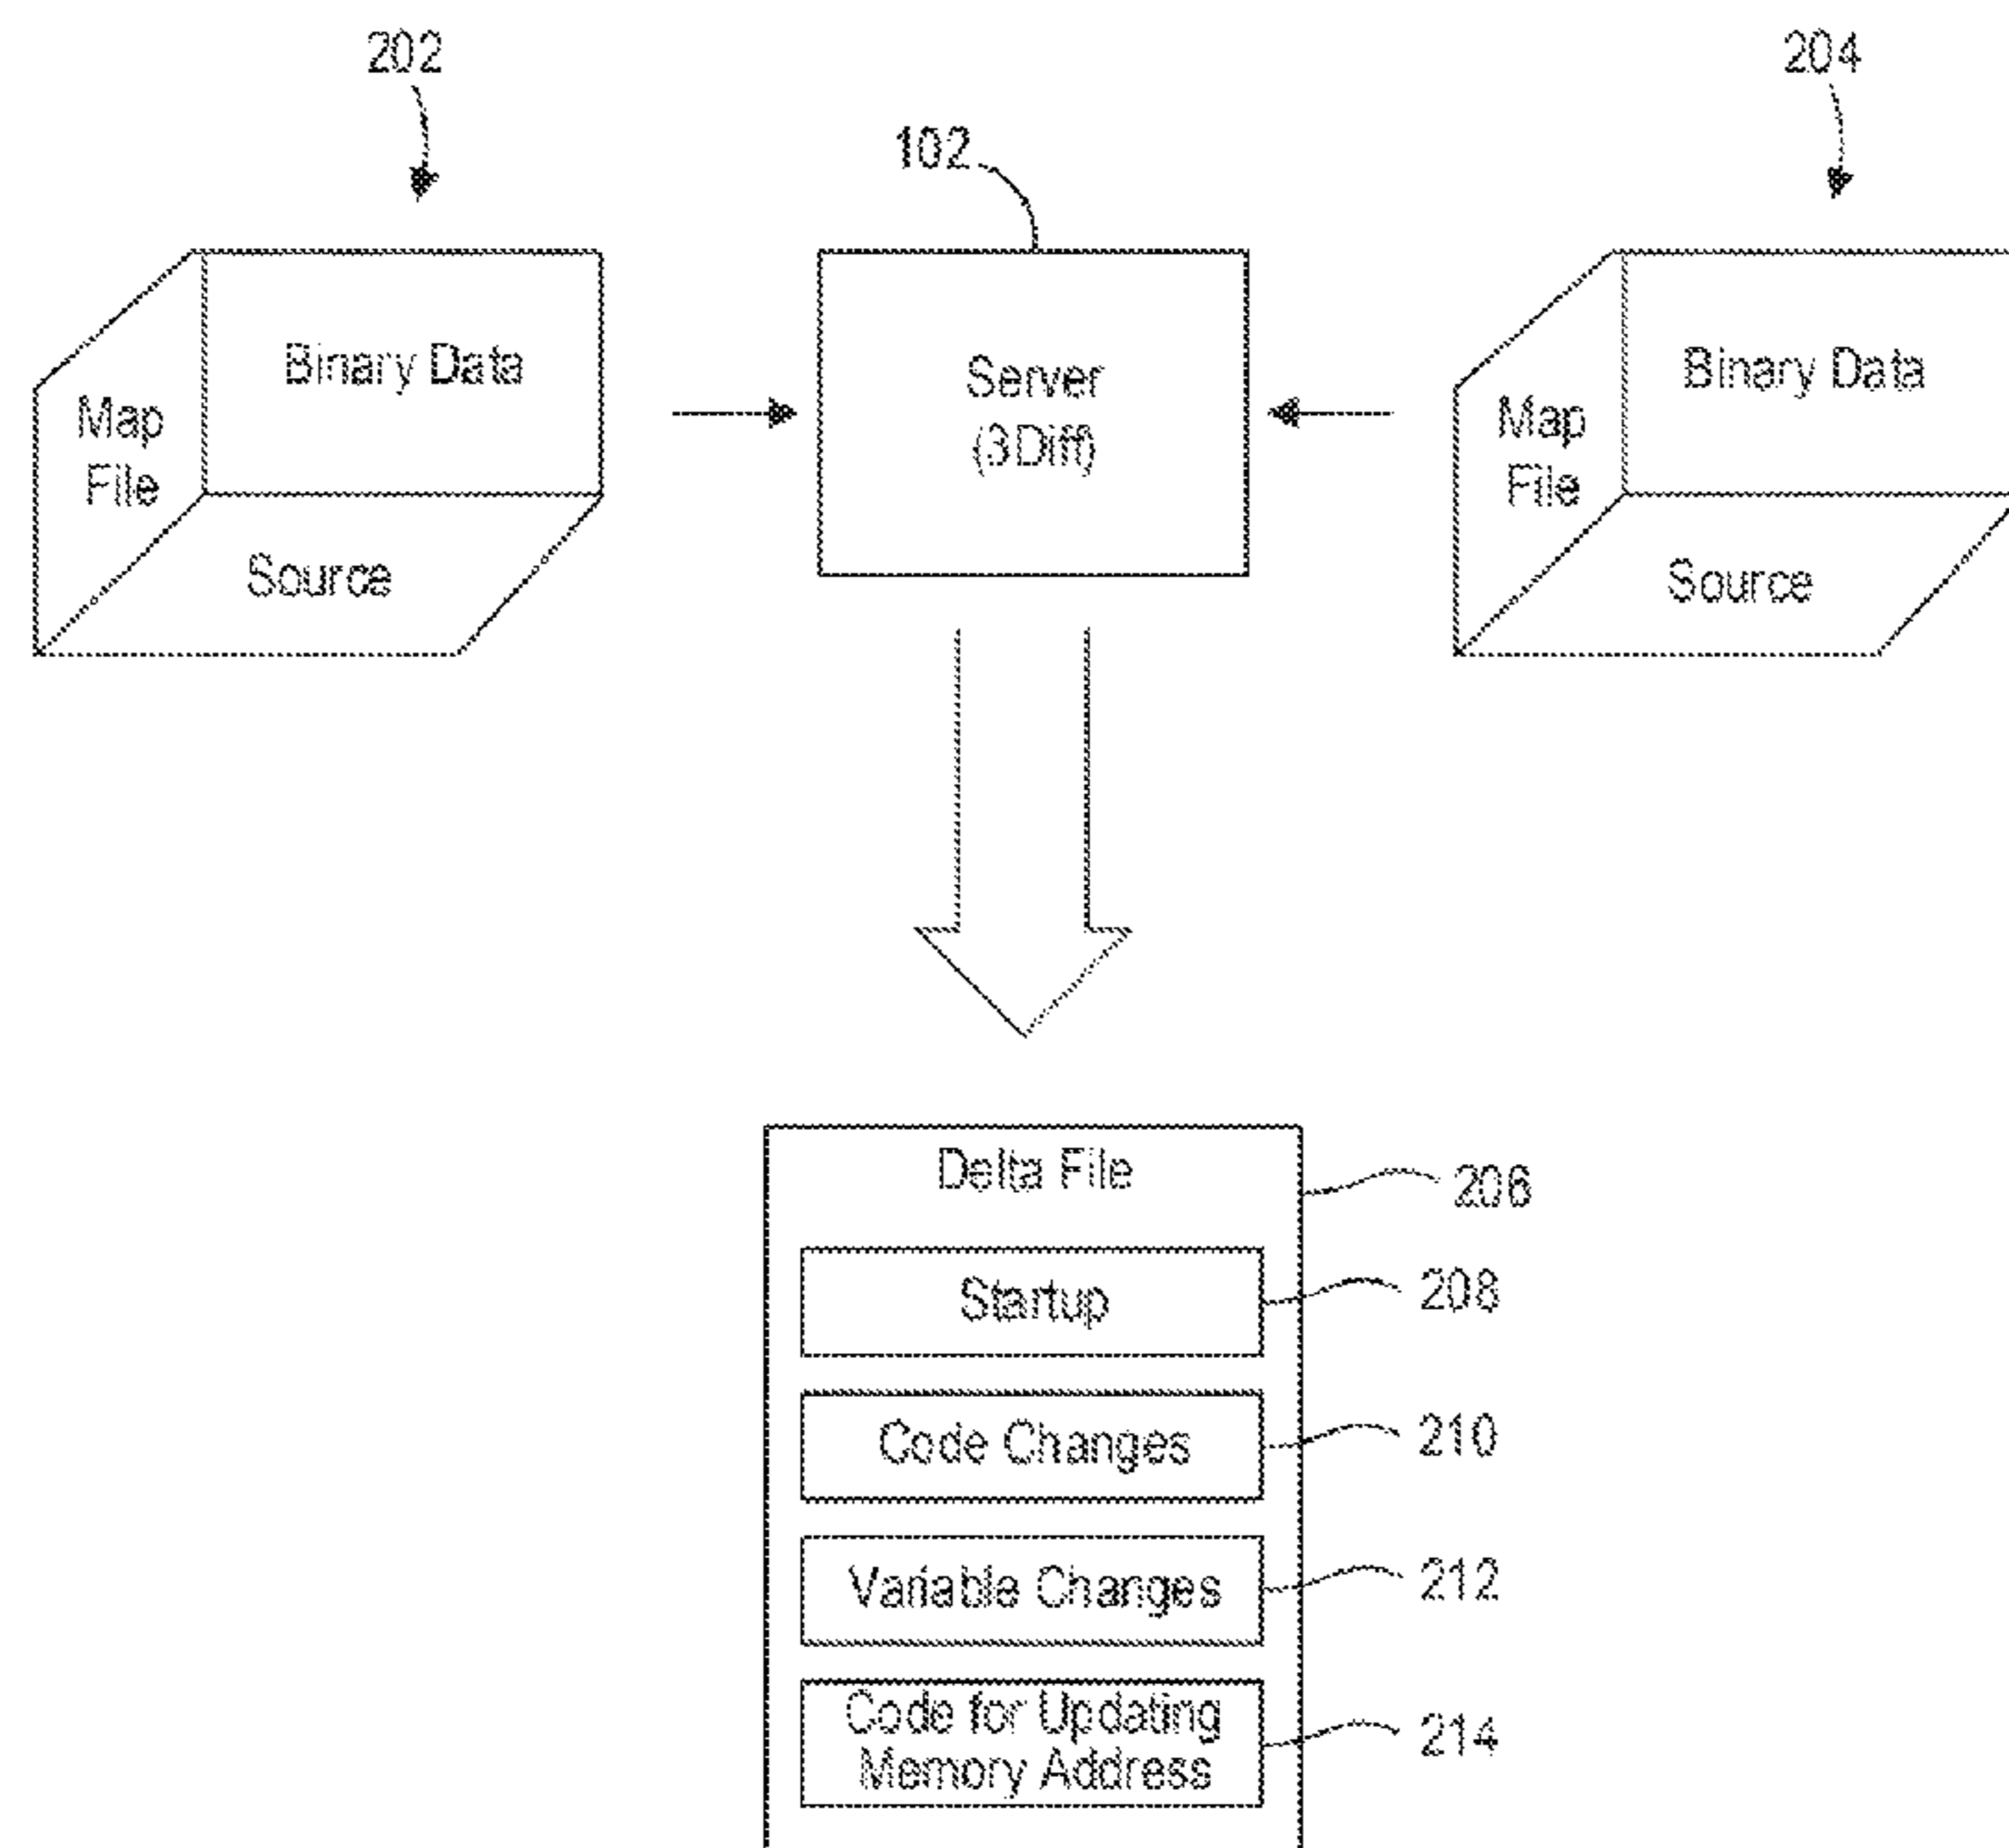 202
204
102
Binary Data
Map
File
Source
Server
(3Diff)
Binary Data
Map
File
Source
Delta File
206
Startup
208
Code Changes
210
Variable Changes
212
Code for Updating
Memory Address
214